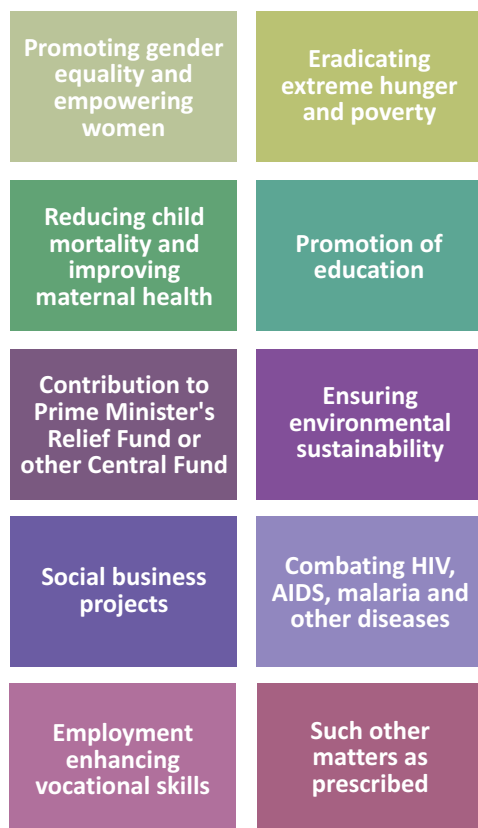 Promoting gender
equality and
empowering
women
Eradicating
extreme hunger
and poverty
Reducing child
mortality and
improving
maternal health
Promotion of
education
Contribution to
Prime Minister's
Relief Fund or
other Central Fund
Ensuring
environmental
sustainability
Social business
projects
Combating HIV,
AIDS, malaria and
other diseases
Employment
enhancing
vocational skills
Such other
matters as
prescribed